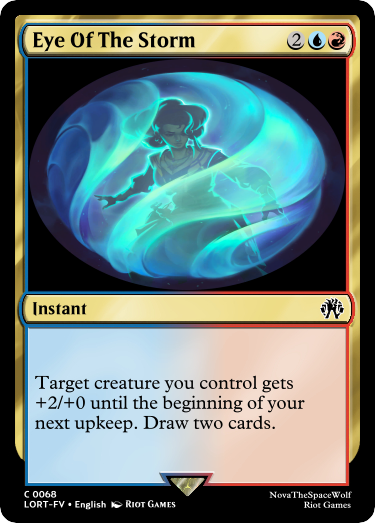 Eye Of The Storm 2
Instant
Target creature you control gets
+2/+0 until the beginning of your
next upkeep. Draw two cards.
C 0068
LORT-FV • English RIOT GAMES
NovaTheSpaceWolf
Riot Games